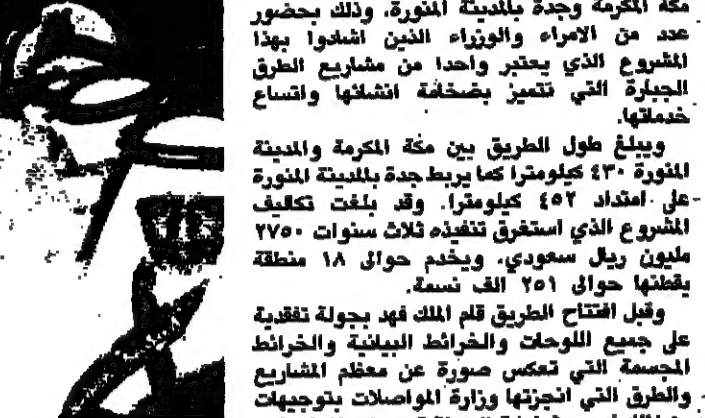 مكة المكرمة وجدة بالمدينة المنورة، وذلك بحضور
عدد من الامراء والوزراء الذين اشادوا بهذا
المشروع الذي يعتبر واحدا من مشاريع الطرق
الجبارة التي تتميز بضخامة انشائها واتساع
خدماتها.
ويبلغ طول الطريق بين مكة المكرمة والمدينة
المنورة ٤٣٠ كيلومترا كما يربط جدة بالمدينة المنورة
على امتداد ٤٥٢ كيلومترا. وقد بلغت تكاليف
المشروع الذي استغرق تنفيذه ثلاث سنوات ٢٧٥٠
مليون ريال سعودي، ويخدم حوالى ١٨ منطقة
يقطنها حوالى ٢٥١ الف نسمة.
وقبل افتتاح الطريق قام الملك فهد بجولة تفقدية
على جميع اللوحات والخرائط البيانية والخرائط
المجسمة التي تعكس صورة عن معظم المشاريع
والطرق التي انجزتها وزارة المواصلات بتوجيهات